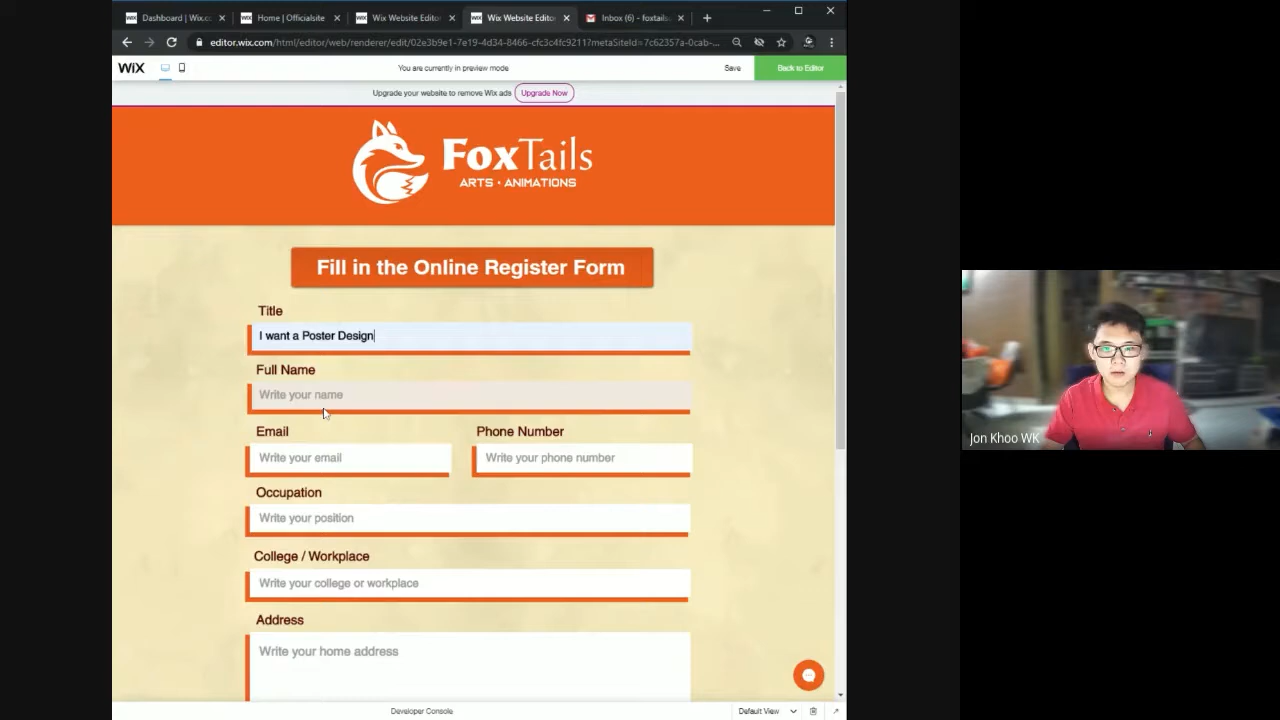 Dashboard | Wix.c
Home | Officialsite
Wix Website Editor
Wix Website Editor
Inbox (6) - foxtails
editor.wix.com/html/editor/web/renderer/edit/02e3b9e1-7e19-4d34-8466-cfc3c4fc9211?metaSiteId=7c62357a-0cab-...
WiX
You are currently in preview mode
Save
Back to Editor
Upgrade your website to remove Wix ads
Upgrade Now
FoxTails
ARTS • ANIMATIONS
Fill in the Online Register Form
Title
I want a Poster Design
Full Name
Write your name
Email
Phone Number
Write your email
Write your phone number
Occupation
Write your position
College / Workplace
Write your college or workplace
Address
Write your home address
Developer Console
Default View
Jon Khoo WK